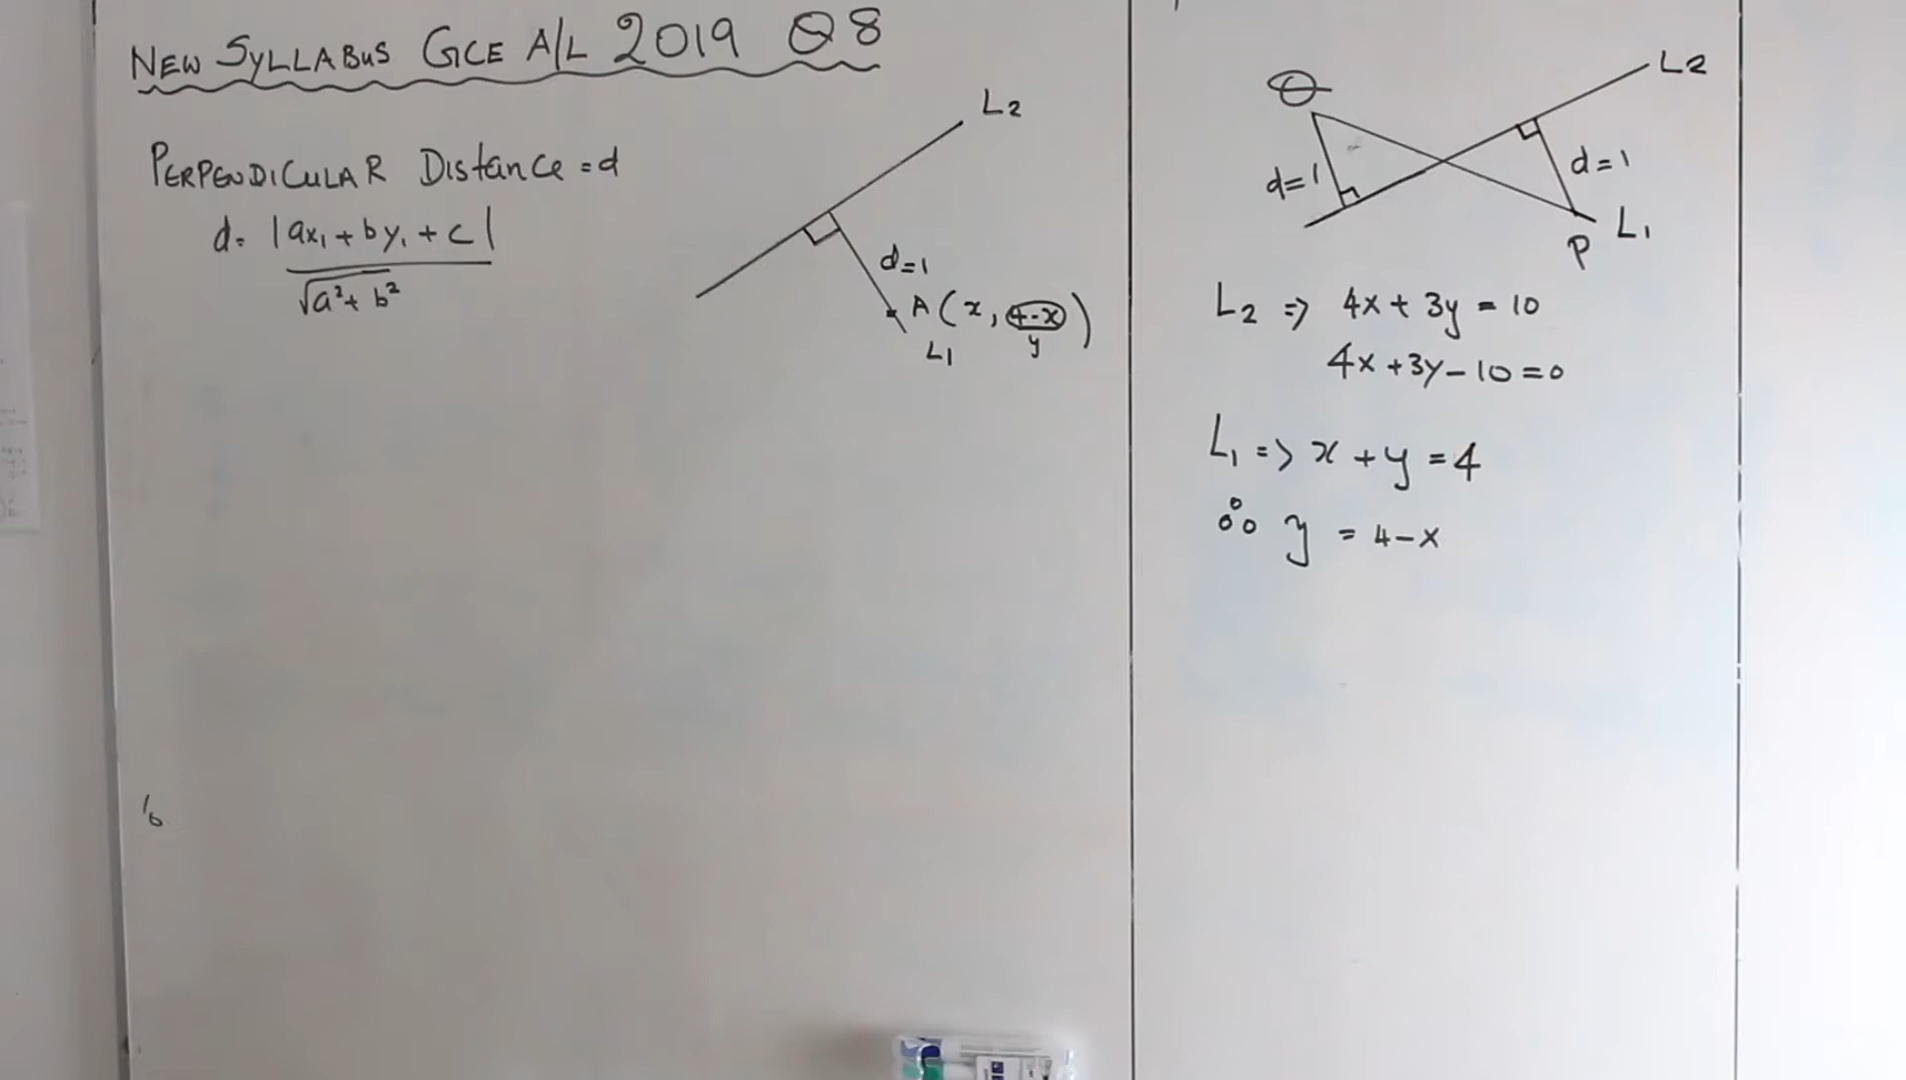 NEW SYLLABUS GCE A/L 2019 Q8
PERPENDICULAR Distance = d
d = |ax₁ + by₁ + c|
√a² + b²
L2
d=1
A (x, 4-x)
y
L1
Q
L2
d=1
d=1
P
L1
L2 => 4x + 3y = 10
4x + 3y - 10 = 0
L1 => x + y = 4
∴ y = 4 - x